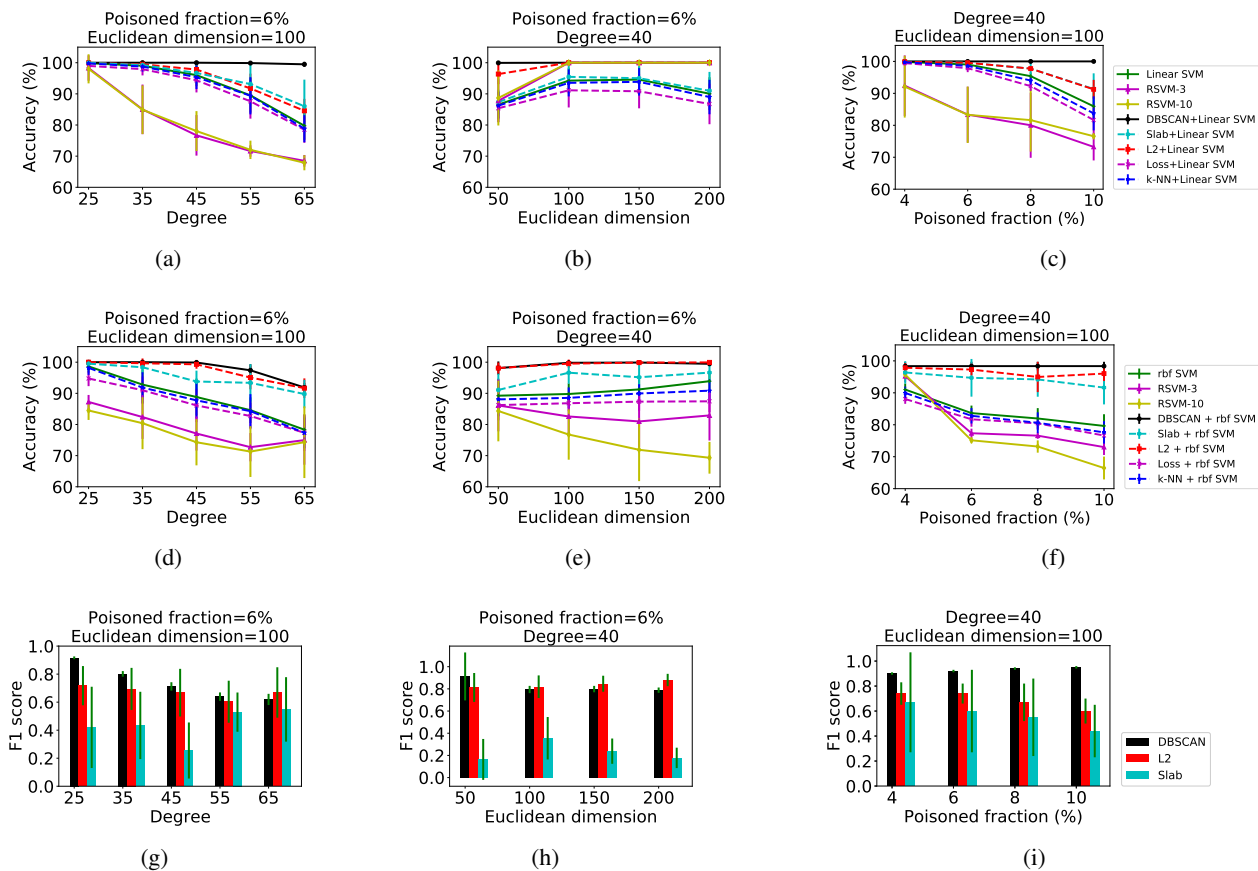 Poisoned fraction=6%
Euclidean dimension=100
Accuracy (%)
100
90
80
70
60
25 35 45 55 65
Degree
(a)
Poisoned fraction=6%
Degree=40
Accuracy (%)
100
90
80
70
60
50 100 150 200
Euclidean dimension
(b)
Degree=40
Euclidean dimension=100
Accuracy (%)
100
90
80
70
60
4 6 8 10
Poisoned fraction (%)
(c)
Linear SVM
RSVM-3
RSVM-10
DBSCAN+Linear SVM
Slab+Linear SVM
L2+Linear SVM
Loss+Linear SVM
k-NN+Linear SVM
Poisoned fraction=6%
Euclidean dimension=100
Accuracy (%)
100
90
80
70
60
25 35 45 55 65
Degree
(d)
Poisoned fraction=6%
Degree=40
Accuracy (%)
100
90
80
70
60
50 100 150 200
Euclidean dimension
(e)
Degree=40
Euclidean dimension=100
Accuracy (%)
100
90
80
70
60
4 6 8 10
Poisoned fraction (%)
(f)
rbf SVM
RSVM-3
RSVM-10
DBSCAN + rbf SVM
Slab + rbf SVM
L2 + rbf SVM
Loss + rbf SVM
k-NN + rbf SVM
Poisoned fraction=6%
Euclidean dimension=100
F1 score
1.0
0.8
0.6
0.4
0.2
0.0
25 35 45 55 65
Degree
(g)
Poisoned fraction=6%
Degree=40
F1 score
1.0
0.8
0.6
0.4
0.2
0.0
50 100 150 200
Euclidean dimension
(h)
Degree=40
Euclidean dimension=100
F1 score
1.0
0.8
0.6
0.4
0.2
0.0
4 6 8 10
Poisoned fraction (%)
(i)
DBSCAN
L2
Slab